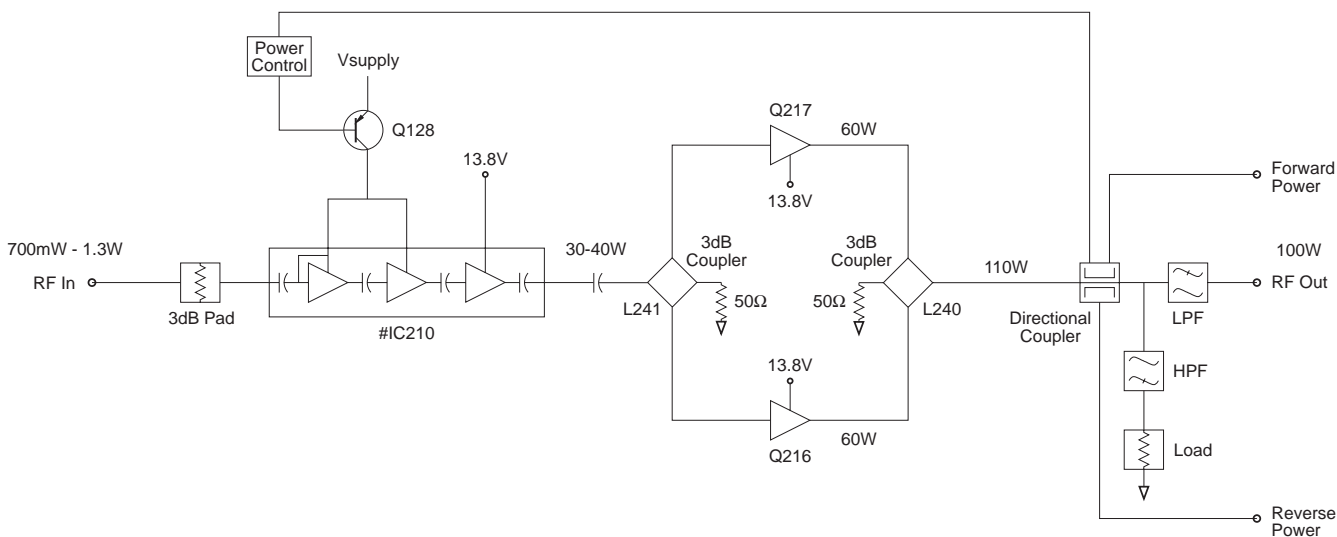 Power
Control
Vsupply
Q128
13.8V
700mW - 1.3W
RF In
3dB Pad
#IC210
30-40W
L241
3dB
Coupler
50Ω
Q217
60W
13.8V
13.8V
Q216
60W
3dB
Coupler
50Ω
L240
110W
Directional
Coupler
Forward
Power
100W
RF Out
LPF
HPF
Load
Reverse
Power